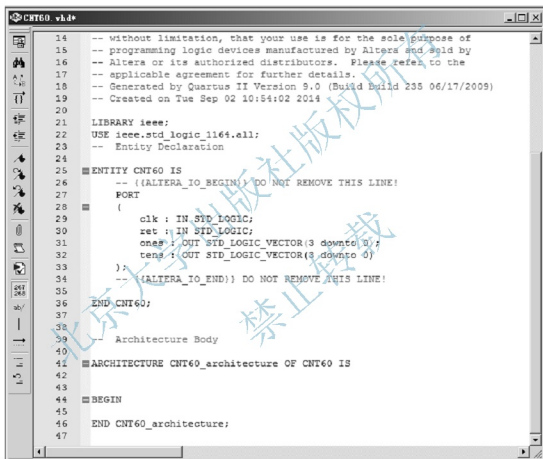 CNT60.vhd*
14 -- without limitation, that your use is for the sole purpose of
15 -- programming logic devices manufactured by Altera and sold by
16 -- Altera or its authorized distributors.  Please refer to the
17 -- applicable agreement for further details.
18 -- Generated by Quartus II Version 9.0 (Build Build 235 06/17/2009)
19 -- Created on Tue Sep 02 10:54:02 2014
20
21 LIBRARY ieee;
22 USE ieee.std_logic_1164.all;
23 --  Entity Declaration
24
25 ENTITY CNT60 IS
26 -- {{ALTERA_IO_BEGIN}} DO NOT REMOVE THIS LINE!
27 PORT
28 (
29 clk : IN STD_LOGIC;
30 ret : IN STD_LOGIC;
31 ones : OUT STD_LOGIC_VECTOR(3 downto 0);
32 tens : OUT STD_LOGIC_VECTOR(3 downto 0)
33 );
34 -- {{ALTERA_IO_END}} DO NOT REMOVE THIS LINE!
35
36 END CNT60;
37
38
39 --  Architecture Body
40
41 ARCHITECTURE CNT60_architecture OF CNT60 IS
42
43
44 BEGIN
45
46 END CNT60_architecture;
47
267
268
ab/
北京大学出版社版权所有
禁止转载